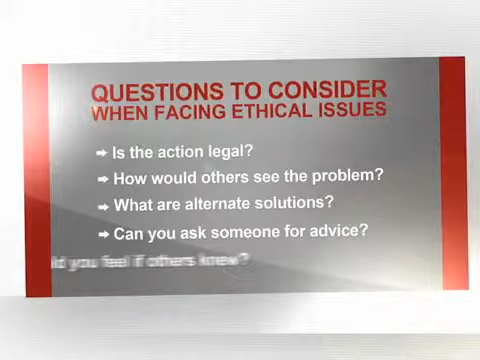 QUESTIONS TO CONSIDER
WHEN FACING ETHICAL ISSUES
➡ Is the action legal?
➡ How would others see the problem?
➡ What are alternate solutions?
➡ Can you ask someone for advice?
you feel if others knew?